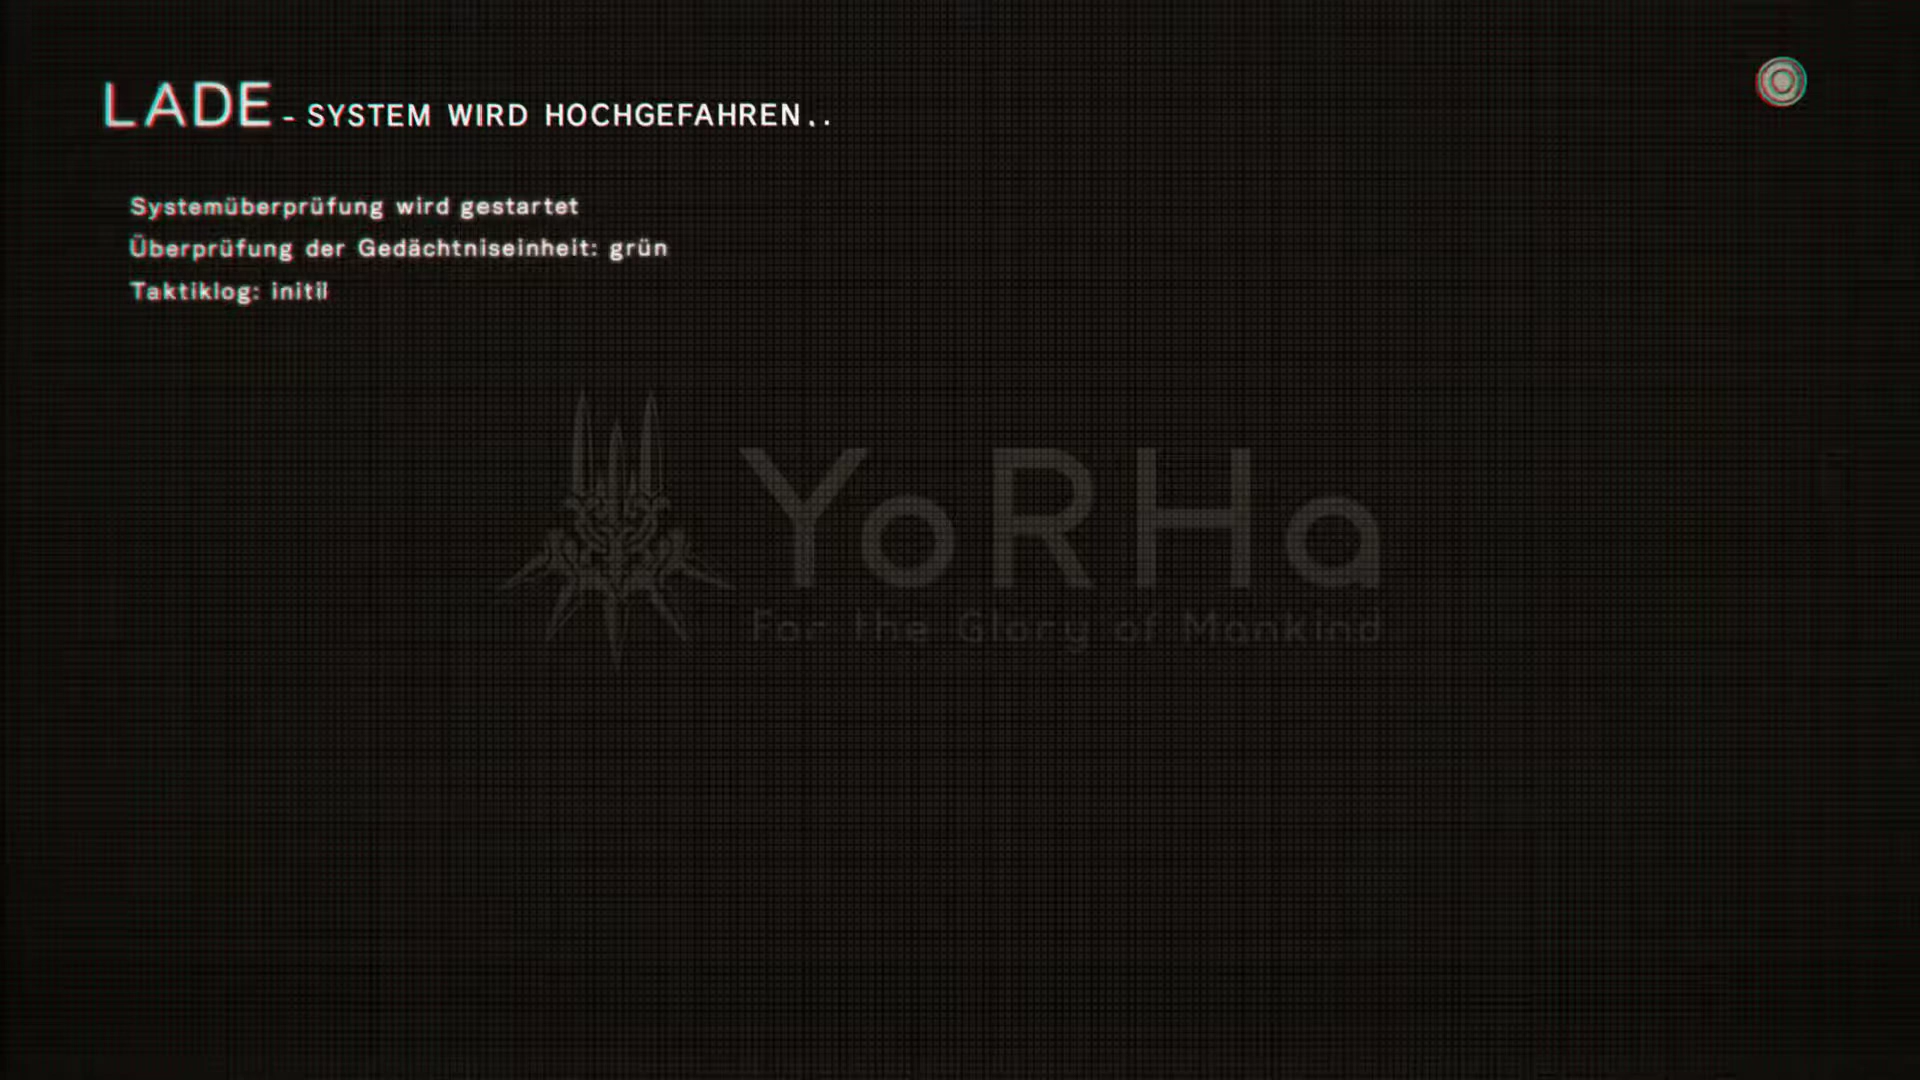 LADE - SYSTEM WIRD HOCHGEFAHREN..
Systemüberprüfung wird gestartet
Überprüfung der Gedächtniseinheit: grün
Taktiklog: initil
YoRHa
For the Glory of Mankind